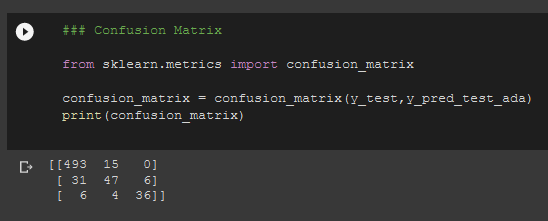 ### Confusion Matrix
from sklearn.metrics import confusion_matrix
confusion_matrix = confusion_matrix(y_test,y_pred_test_ada)
print(confusion_matrix)
[[493  15   0]
 [ 31  47   6]
 [  6   4  36]]